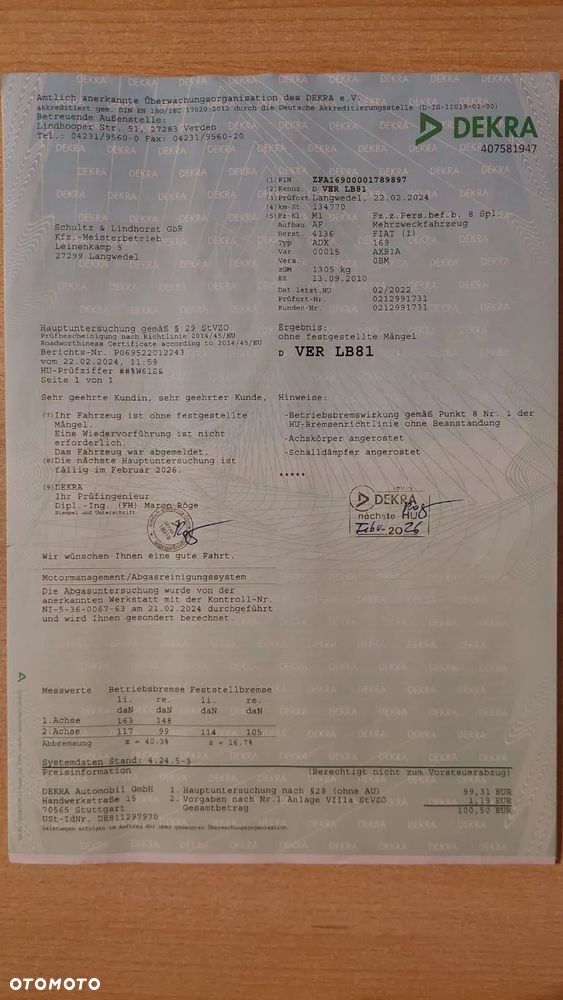 Amtlich anerkannte Überwachungsorganisation des DEKRA e.V.
akkreditiert gem. DIN EN ISO/IEC 17020:2012 durch die Deutsche Akkreditierungsstelle (D-IS-11019-01-00)
Betreuende Außenstelle:
Lindhooper Str. 51, 27283 Verden
Tel.: 04231/9560-0 Fax: 04231/9560-20
DEKRA
407581947
(1) FIN ZFA16900001789897
(2) Kennz. D VER LB81
(3) Prüfort Langwedel, 22.02.2024
(4) km-St. 134770
(5) Fz-Kl. M1 Fz.z.Pers.bef.b. 8 Spl.
Aufbau AF Mehrzweckfahrzeug
Herst. 4136 FIAT (I)
Typ ADX 169
Var. 00015 AXB1A
Vers. 0BM
zGM 1305 kg
EZ 13.09.2010
Dat.letzt.HU 02/2022
Prüfort-Nr. 0212991731
Kunden-Nr. 0212991731
Schultz & Lindhorst GbR
Kfz.-Meisterbetrieb
Leinenkamp 5
27299 Langwedel
Hauptuntersuchung gemäß § 29 StVZO
Prüfbescheinigung nach Richtlinie 2014/45/EU
Roadworthiness Certificate according to 2014/45/EU
Berichts-Nr. P069522012243
vom 22.02.2024, 11:59
HU-Prüfziffer ##%W61S&
Seite 1 von 1
Ergebnis:
ohne festgestellte Mängel
D VER LB81
Sehr geehrte Kundin, sehr geehrter Kunde,
(7) Ihr Fahrzeug ist ohne festgestellte
Mängel.
Eine Wiedervorführung ist nicht
erforderlich.
Das Fahrzeug war abgemeldet.
(8) Die nächste Hauptuntersuchung ist
fällig im Februar 2026.
(9) DEKRA
Ihr Prüfingenieur
Dipl.-Ing. (FH) Marco Röge
Stempel und Unterschrift
Hinweise:
-Betriebsbremswirkung gemäß Punkt 8 Nr. 1 der
HU-Bremsenrichtlinie ohne Beanstandung
-Achskörper angerostet
-Schalldämpfer angerostet
*****
DEKRA
nächste HU
Febr. 2026
Wir wünschen Ihnen eine gute Fahrt.
Motormanagement/Abgasreinigungssystem
Die Abgasuntersuchung wurde von der
anerkannten Werkstatt mit der Kontroll-Nr.
NI-5-36-0067-63 am 21.02.2024 durchgeführt
und wird Ihnen gesondert berechnet.
Messwerte Betriebsbremse Feststellbremse
li. re. li. re.
daN daN daN daN
1.Achse 163 148
2.Achse 117 99 114 105
Abbremsung z = 40.3% z = 16.7%
Systemdaten Stand: 4.24.5-3
Preisinformation (Berechtigt nicht zum Vorsteuerabzug)
DEKRA Automobil GmbH 1. Hauptuntersuchung nach §29 (ohne AU) 99,31 EUR
Handwerkstraße 15 2. Vorgaben nach Nr.1 Anlage VIIIa StVZO 1,19 EUR
70565 Stuttgart Gesamtbetrag 100,50 EUR
USt-IdNr. DE811297970
Leistungen erfolgen im Auftrag der oben genannten Überwachungsorganisation
OTOMOTO